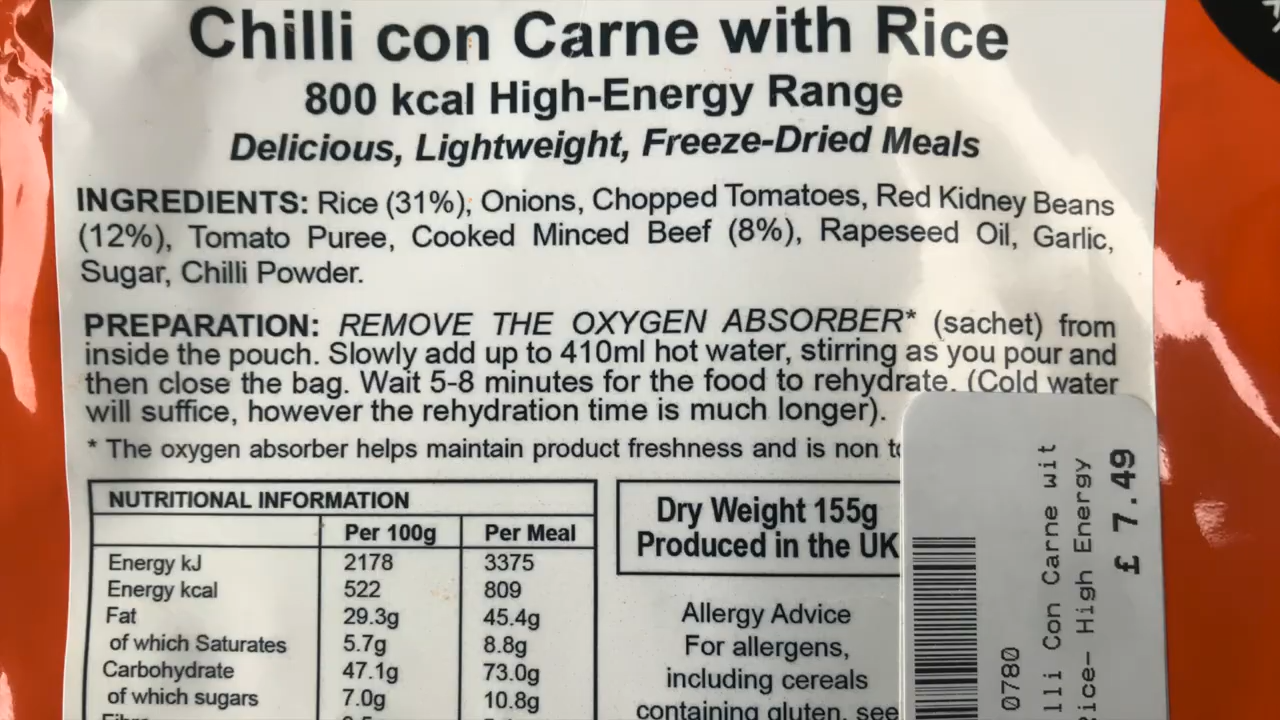 Chilli con Carne with Rice
800 kcal High-Energy Range
Delicious, Lightweight, Freeze-Dried Meals
INGREDIENTS: Rice (31%), Onions, Chopped Tomatoes, Red Kidney Beans
(12%), Tomato Puree, Cooked Minced Beef (8%), Rapeseed Oil, Garlic,
Sugar, Chilli Powder.
PREPARATION: REMOVE THE OXYGEN ABSORBER* (sachet) from
inside the pouch. Slowly add up to 410ml hot water, stirring as you pour and
then close the bag. Wait 5-8 minutes for the food to rehydrate. (Cold water
will suffice, however the rehydration time is much longer).
* The oxygen absorber helps maintain product freshness and is non
NUTRITIONAL INFORMATION
Per 100g Per Meal
Energy kJ 2178 3375
Energy kcal 522 809
Fat 29.3g 45.4g
of which Saturates 5.7g 8.8g
Carbohydrate 47.1g 73.0g
of which sugars 7.0g 10.8g
Dry Weight 155g
Produced in the UK
Allergy Advice
For allergens,
including cereals
containing gluten, see
0780
lli Con Carne wit
ice- High Energy
£ 7.49